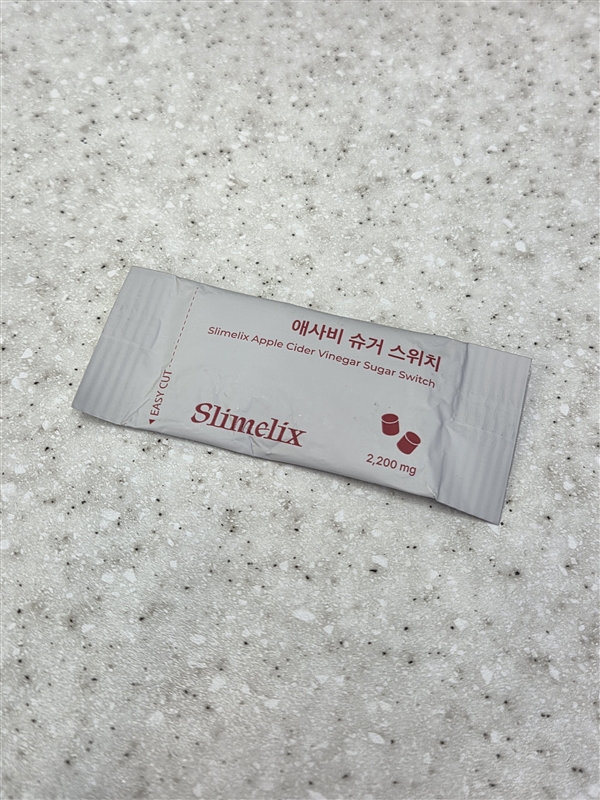 애사비 슈거 스위치
Slimelix Apple Cider Vinegar Sugar Switch
◀ EASY CUT
Slimelix
2,200 mg